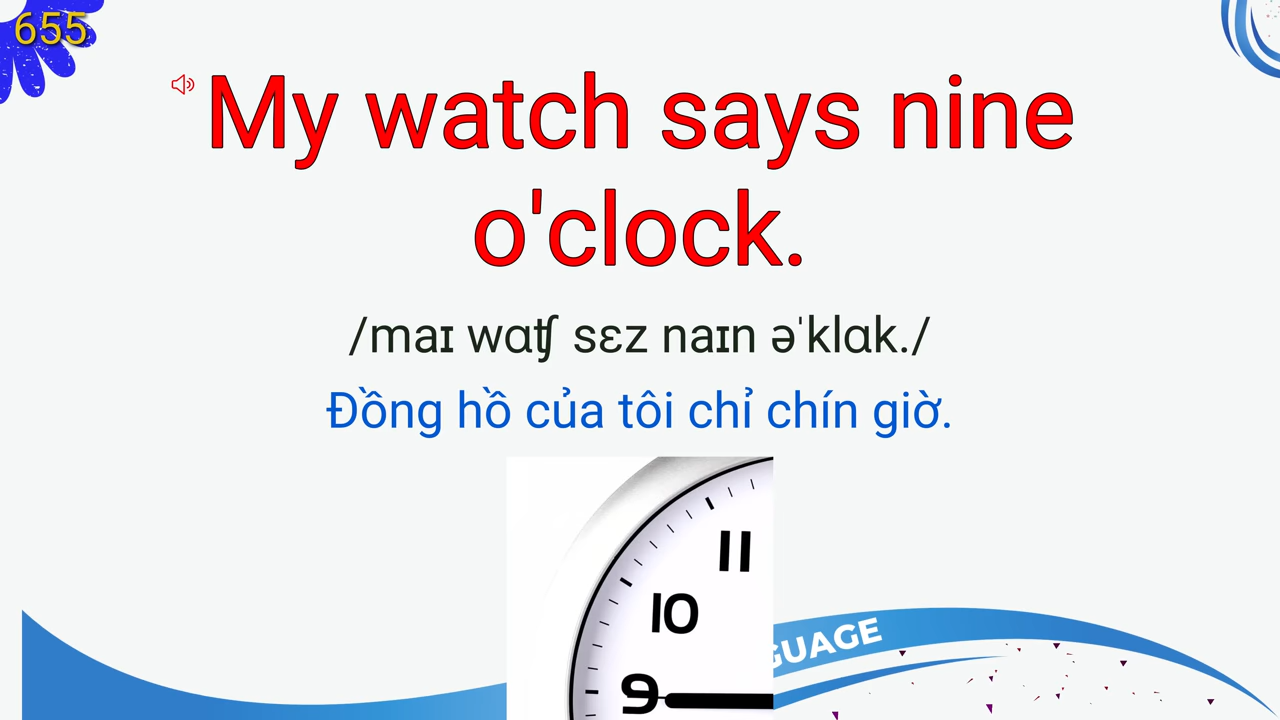 655
My watch says nine
o'clock.
/maɪ wɑʧ sɛz naɪn əˈklɑk./
Đồng hồ của tôi chỉ chín giờ.
11
10
9
GUAGE